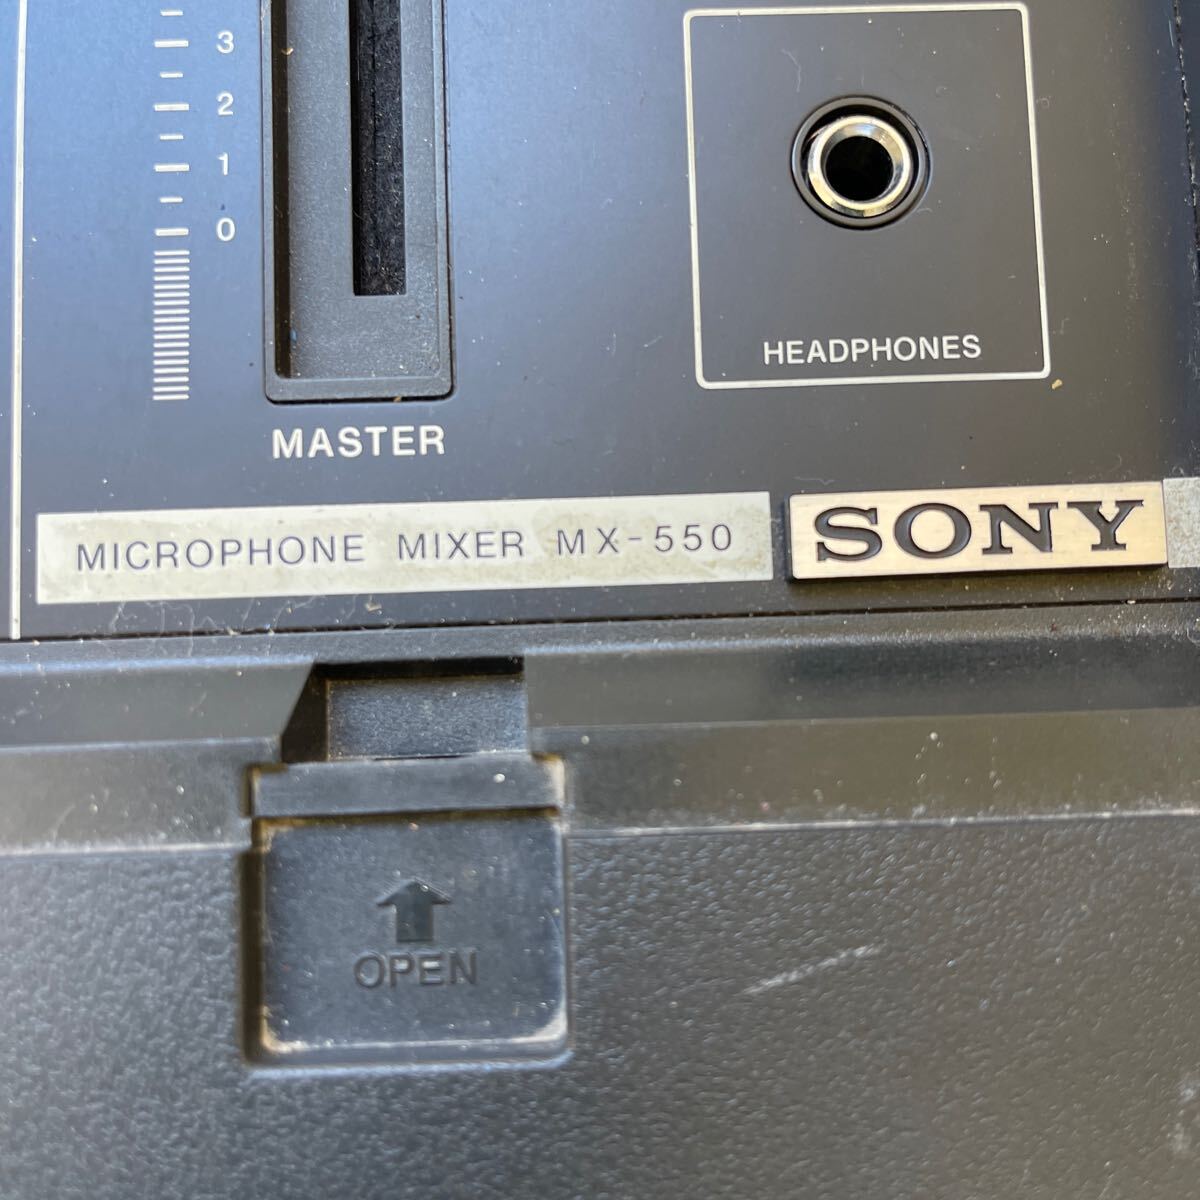 3
2
1
0
HEADPHONES
MASTER
MICROPHONE MIXER MX-550
SONY
OPEN